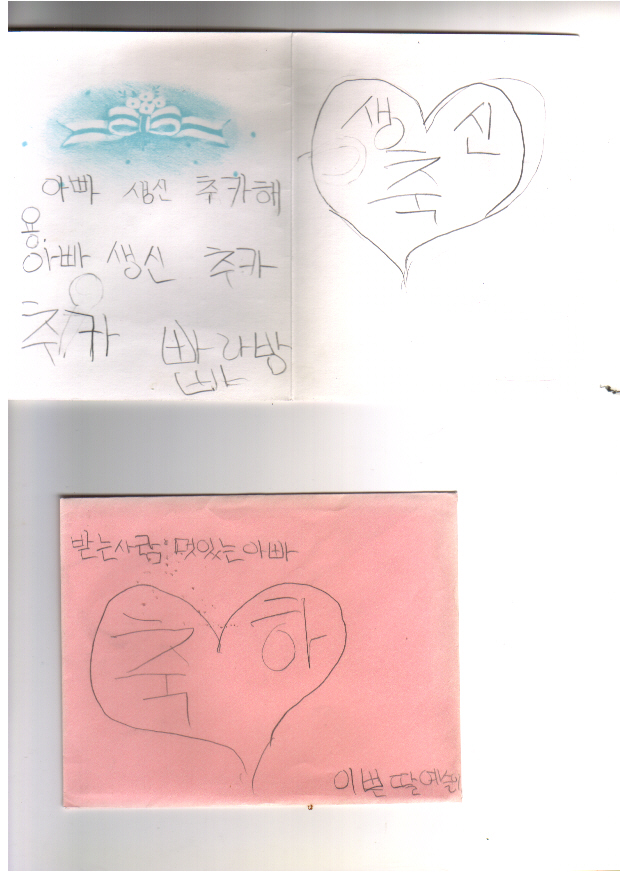 아빠 생신 추카해
용
아빵 생신 추카
추카 빠라방
빠
생 신
축
받는사람:멋있는아빠
축 하
이쁜 딸예슬